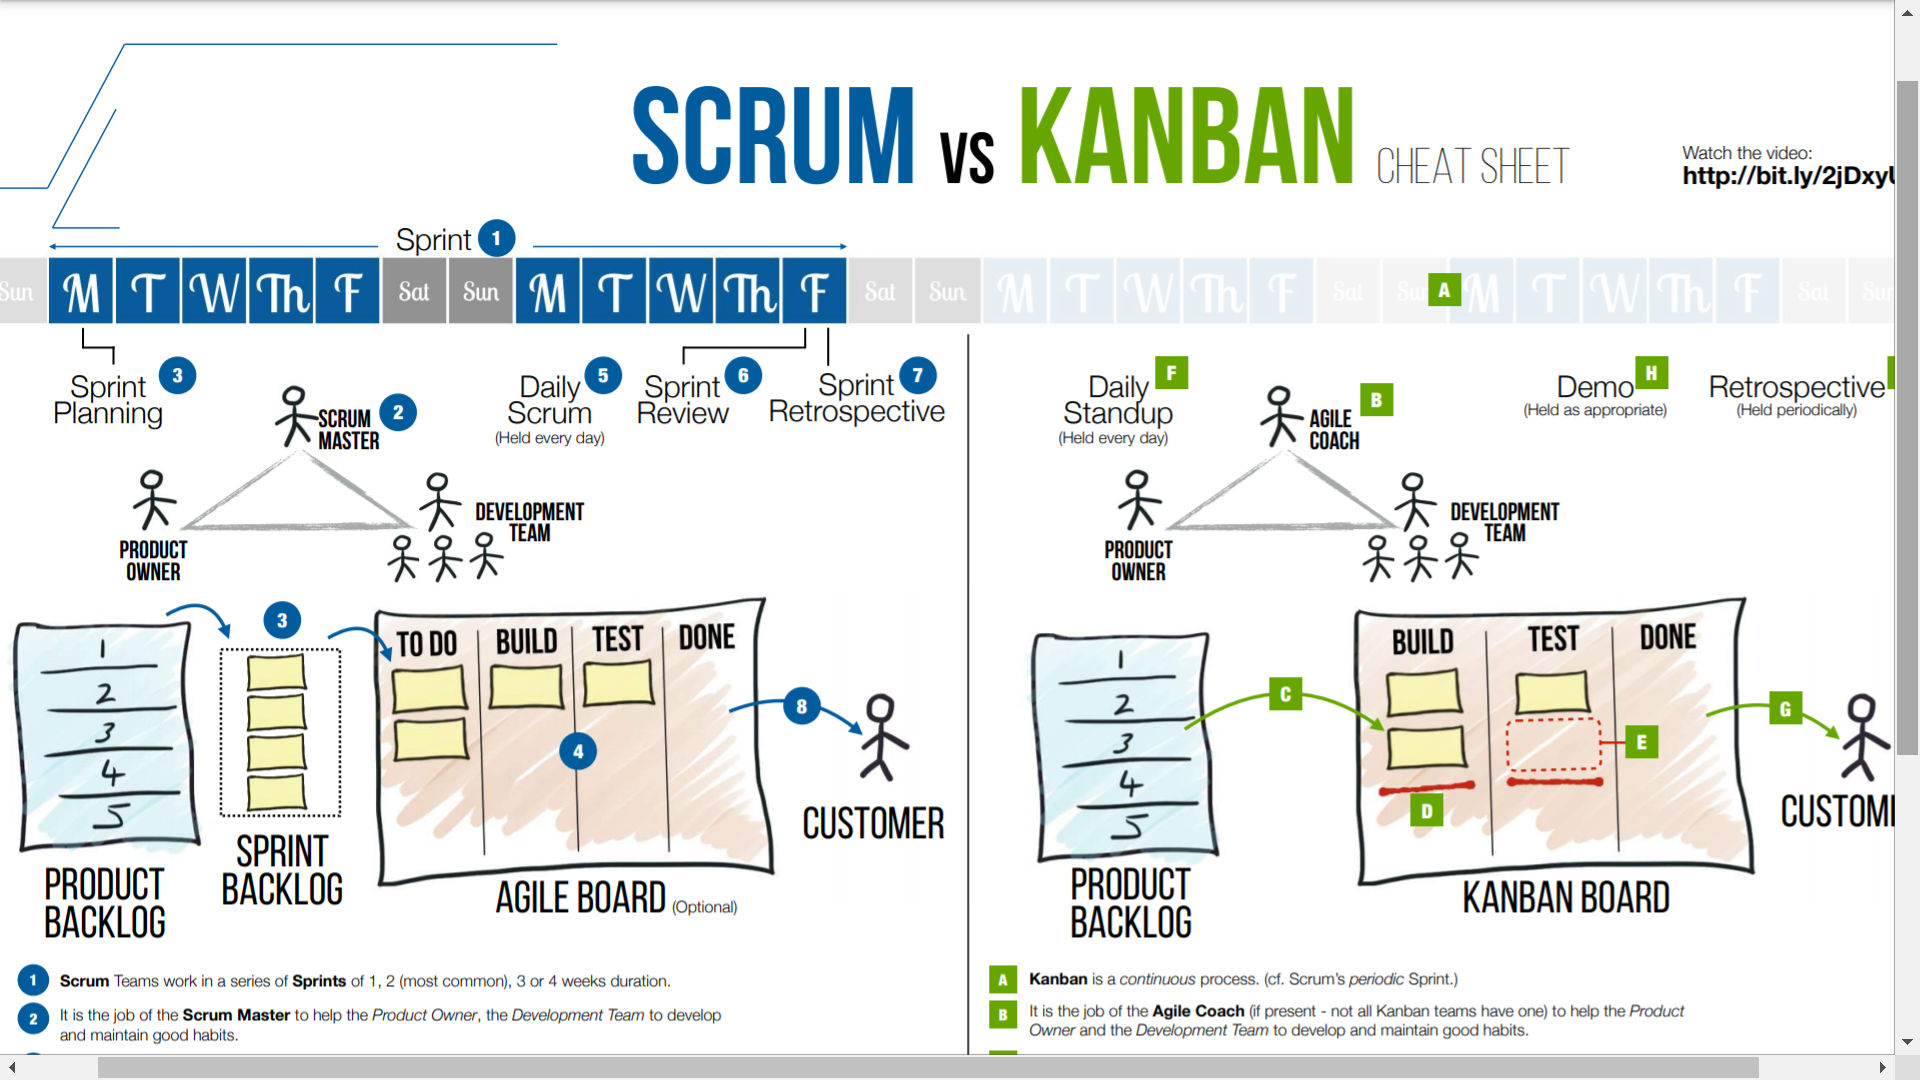 SCRUM VS KANBAN CHEAT SHEET
Watch the video:
http://bit.ly/2jDxy
Sprint 1
Sun M T W Th F Sat Sun M T W Th F Sat Sun M T W Th F Sat Sun A M T W Th F Sat Sun
Sprint
Planning
3
SCRUM
MASTER
2
Daily
Scrum
(Held every day)
5
Sprint
Review
6
Sprint
Retrospective
7
PRODUCT
OWNER
DEVELOPMENT
TEAM
1
2
3
4
5
PRODUCT
BACKLOG
3
SPRINT
BACKLOG
TO DO BUILD TEST DONE
4
8
AGILE BOARD (Optional)
CUSTOMER
1 Scrum Teams work in a series of Sprints of 1, 2 (most common), 3 or 4 weeks duration.
2 It is the job of the Scrum Master to help the Product Owner, the Development Team to develop
and maintain good habits.
Daily
Standup
(Held every day)
F
AGILE
COACH
B
Demo
(Held as appropriate)
H
Retrospective
(Held periodically)
PRODUCT
OWNER
DEVELOPMENT
TEAM
1
2
3
4
5
PRODUCT
BACKLOG
C
BUILD TEST DONE
E
D
G
KANBAN BOARD
CUSTOM
A Kanban is a continuous process. (cf. Scrum's periodic Sprint.)
B It is the job of the Agile Coach (if present - not all Kanban teams have one) to help the Product
Owner and the Development Team to develop and maintain good habits.